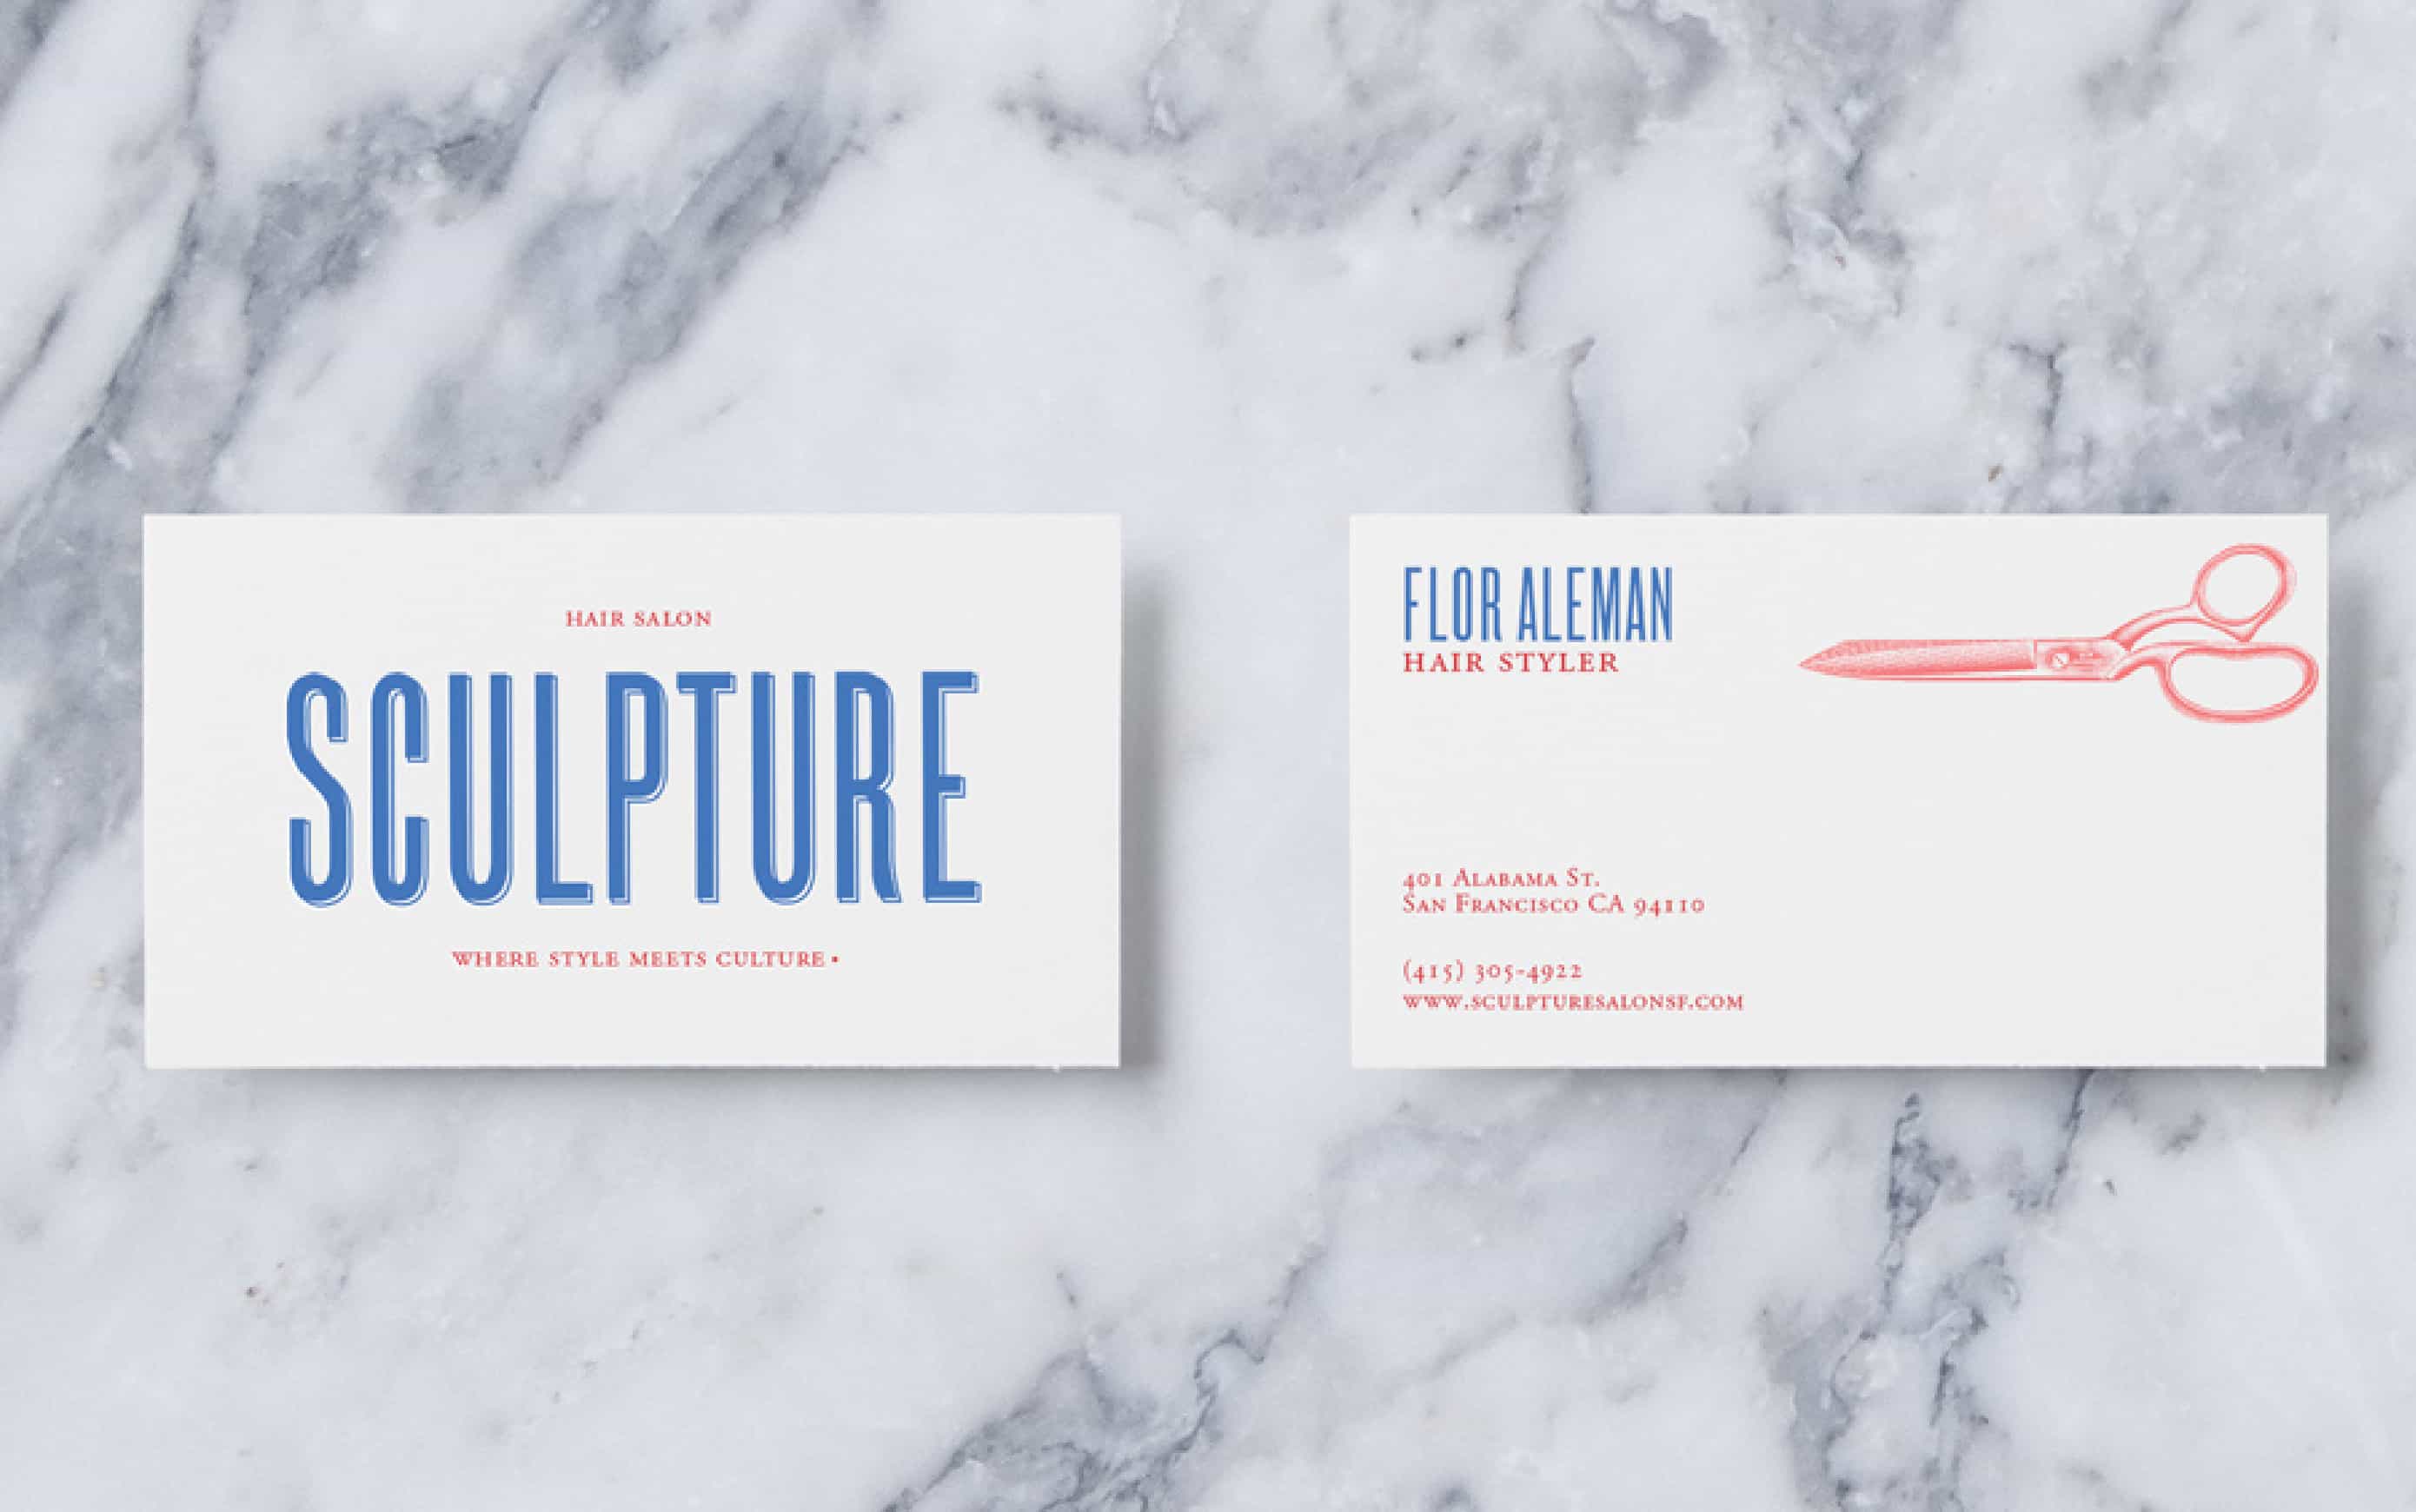 HAIR SALON
SCULPTURE
WHERE STYLE MEETS CULTURE •
FLOR ALEMAN
HAIR STYLER
401 ALABAMA ST.
SAN FRANCISCO CA 94110
(415) 305-4922
WWW.SCULPTURESALONSF.COM